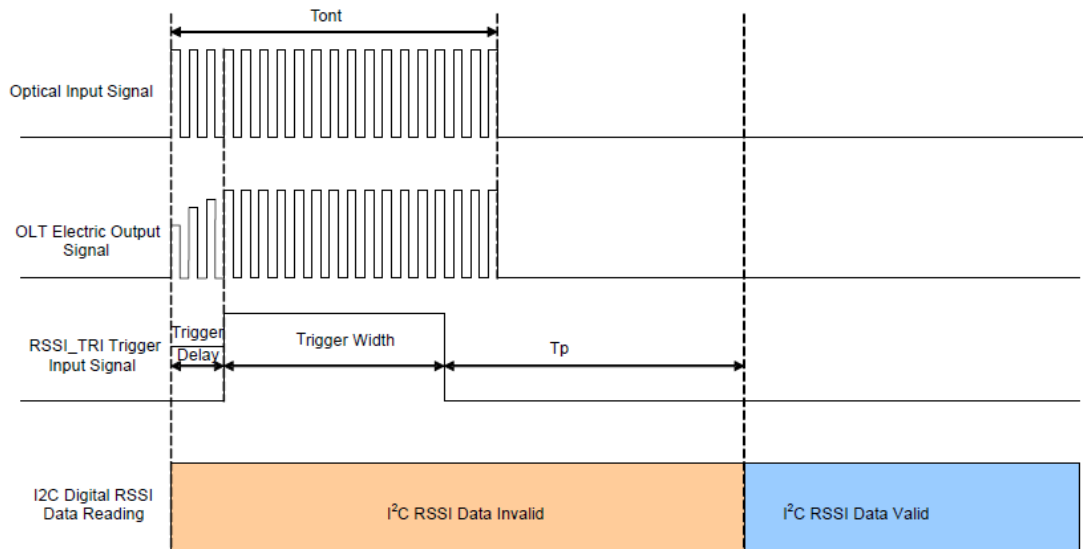 Tont
Optical Input Signal
OLT Electric Output
Signal
Trigger
Delay
Trigger Width
Tp
RSSI_TRI Trigger
Input Signal
I2C Digital RSSI
Data Reading
I²C RSSI Data Invalid
I²C RSSI Data Valid